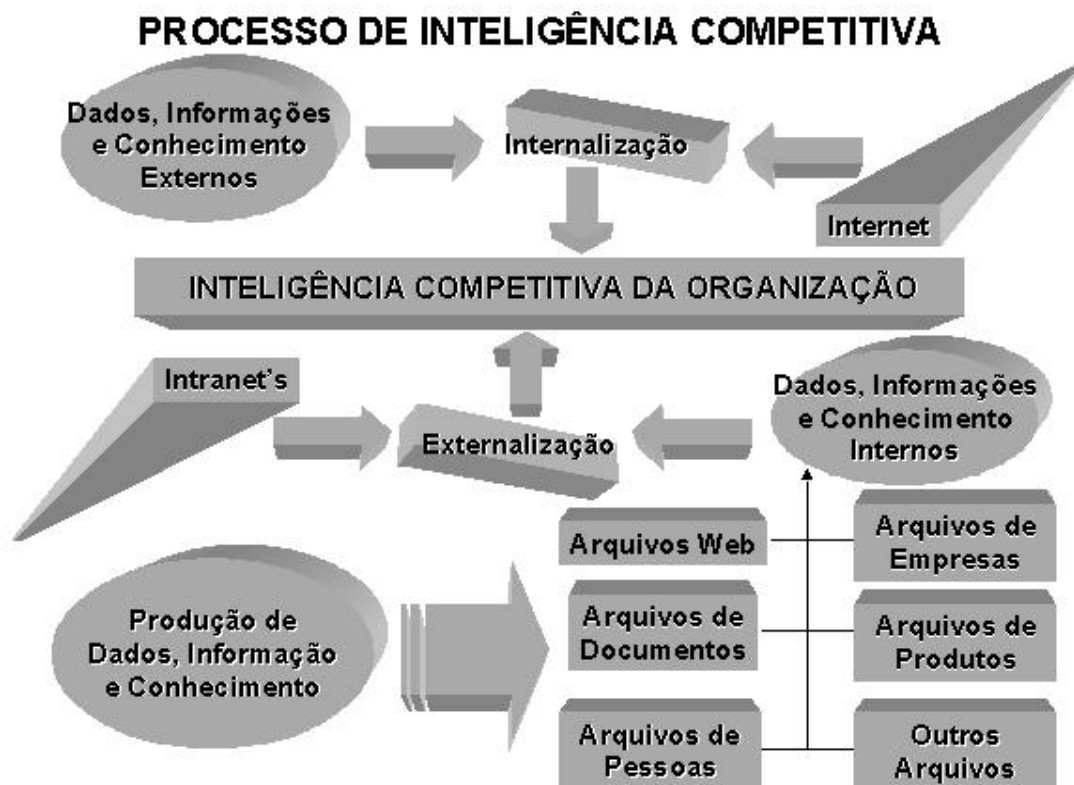 PROCESSO DE INTELIGÊNCIA COMPETITIVA
Dados, Informações
e Conhecimento
Externos
Internalização
Internet
INTELIGÊNCIA COMPETITIVA DA ORGANIZAÇÃO
Intranet's
Externalização
Dados, Informações
e Conhecimento
Internos
Produção de
Dados, Informação
e Conhecimento
Arquivos Web
Arquivos de
Empresas
Arquivos de
Documentos
Arquivos de
Produtos
Arquivos de
Pessoas
Outros
Arquivos